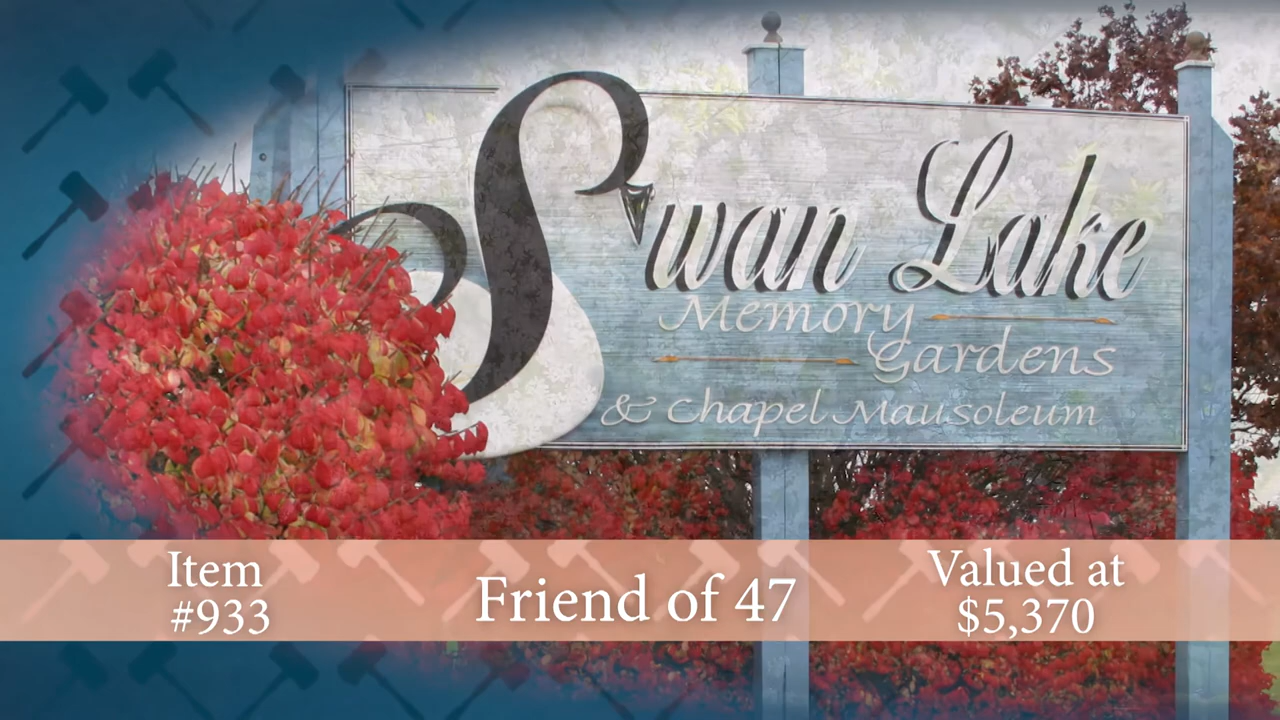 Swan Lake
Memory
Gardens
& Chapel Mausoleum
Item
#933
Friend of 47
Valued at
$5,370